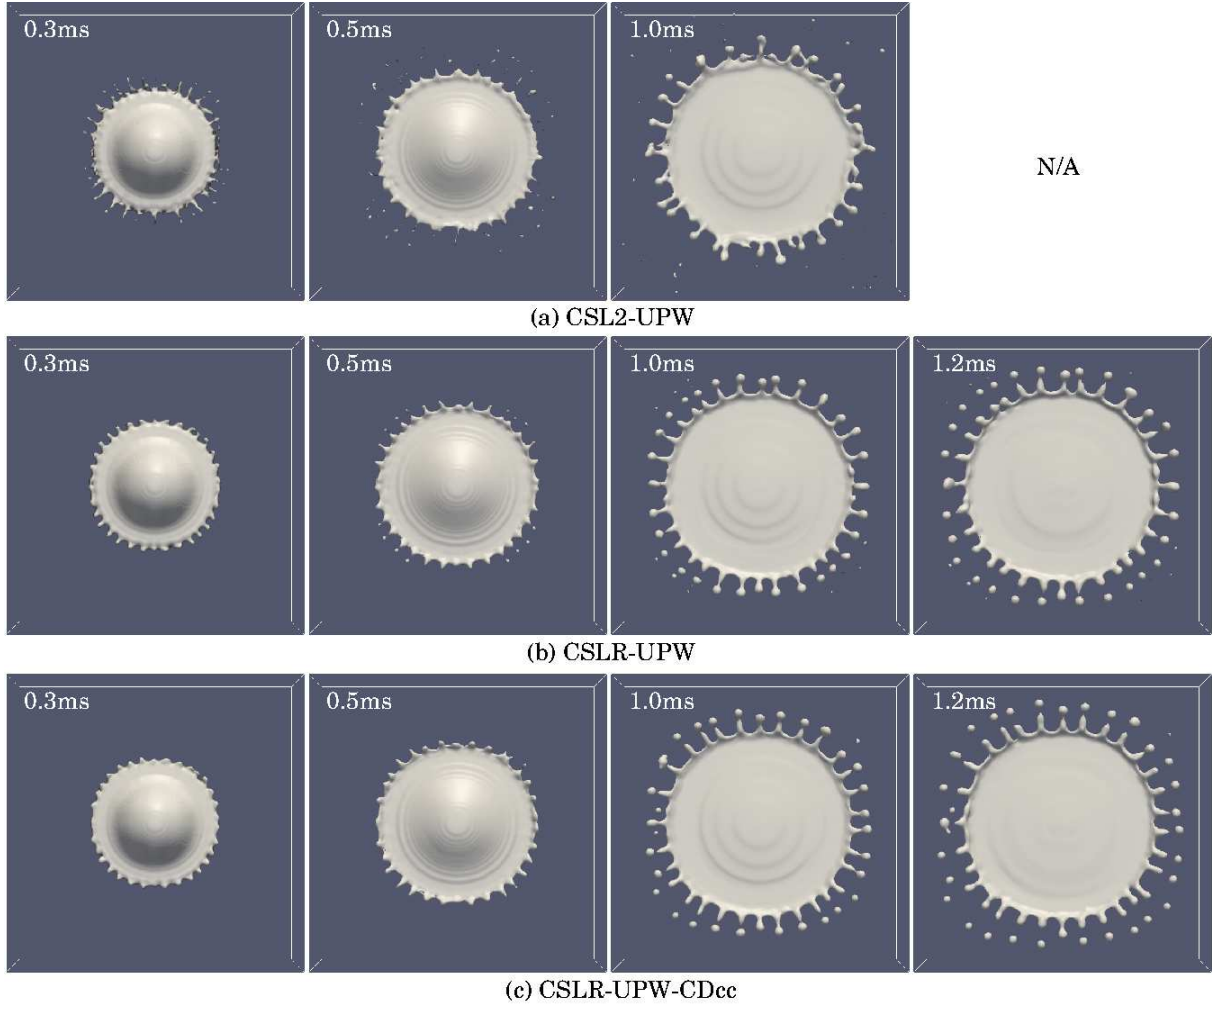 0.3ms 0.5ms 1.0ms
N/A
(a) CSL2-UPW
0.3ms 0.5ms 1.0ms 1.2ms
(b) CSLR-UPW
0.3ms 0.5ms 1.0ms 1.2ms
(c) CSLR-UPW-CDcc